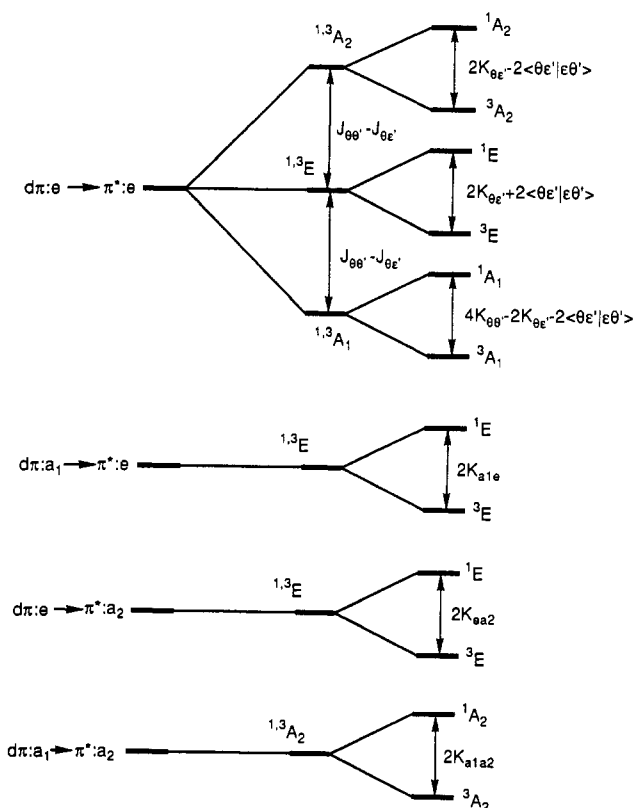 ¹A₂
¹,³A₂
2K_θε' -2<θε'|εθ'>
³A₂
J_θθ' -J_θε'
¹E
¹,³E
dπ:e → π*:e
2K_θε' +2<θε'|εθ'>
³E
J_θθ' -J_θε'
¹A₁
4K_θθ' -2K_θε' -2<θε'|εθ'>
¹,³A₁
³A₁
¹E
¹,³E
dπ:a₁ → π*:e
2K_a1e
³E
¹E
¹,³E
dπ:e → π*:a₂
2K_ea2
³E
¹A₂
¹,³A₂
dπ:a₁ → π*:a₂
2K_a1a2
³A₂